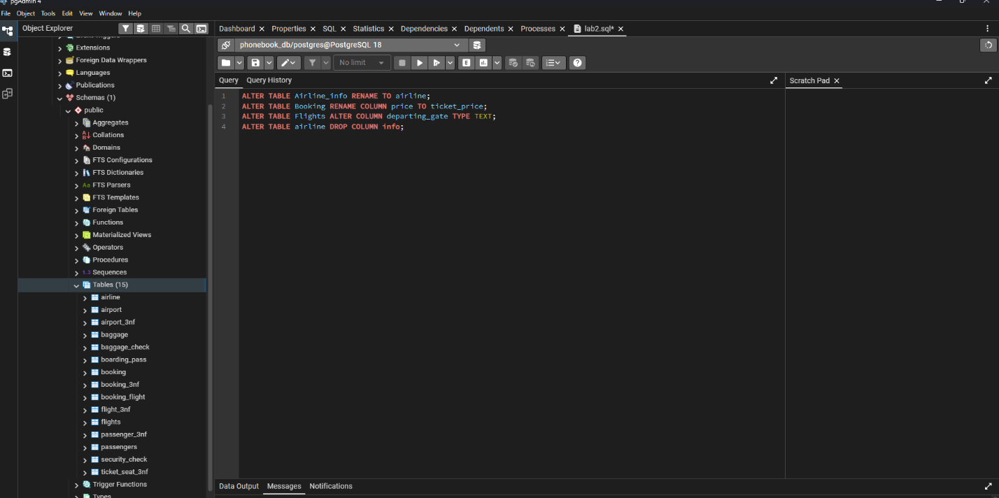 pgAdmin 4
File Object Tools Edit View Window Help
Object Explorer
Dashboard Properties SQL Statistics Dependencies Dependents Processes lab2.sql*
phonebook_db/postgres@PostgreSQL 18
No limit
E
Query Query History
Scratch Pad
1 ALTER TABLE Airline_info RENAME TO airline;
2 ALTER TABLE Booking RENAME COLUMN price TO ticket_price;
3 ALTER TABLE Flights ALTER COLUMN departing_gate TYPE TEXT;
4 ALTER TABLE airline DROP COLUMN info;
Extensions
Foreign Data Wrappers
Languages
Publications
Schemas (1)
public
Aggregates
Collations
Domains
FTS Configurations
FTS Dictionaries
Aa FTS Parsers
FTS Templates
Foreign Tables
Functions
Materialized Views
Operators
Procedures
1..3 Sequences
Tables (15)
airline
airport
airport_3nf
baggage
baggage_check
boarding_pass
booking
booking_3nf
booking_flight
flight_3nf
flights
passenger_3nf
passengers
security_check
ticket_seat_3nf
Trigger Functions
Types
Data Output Messages Notifications